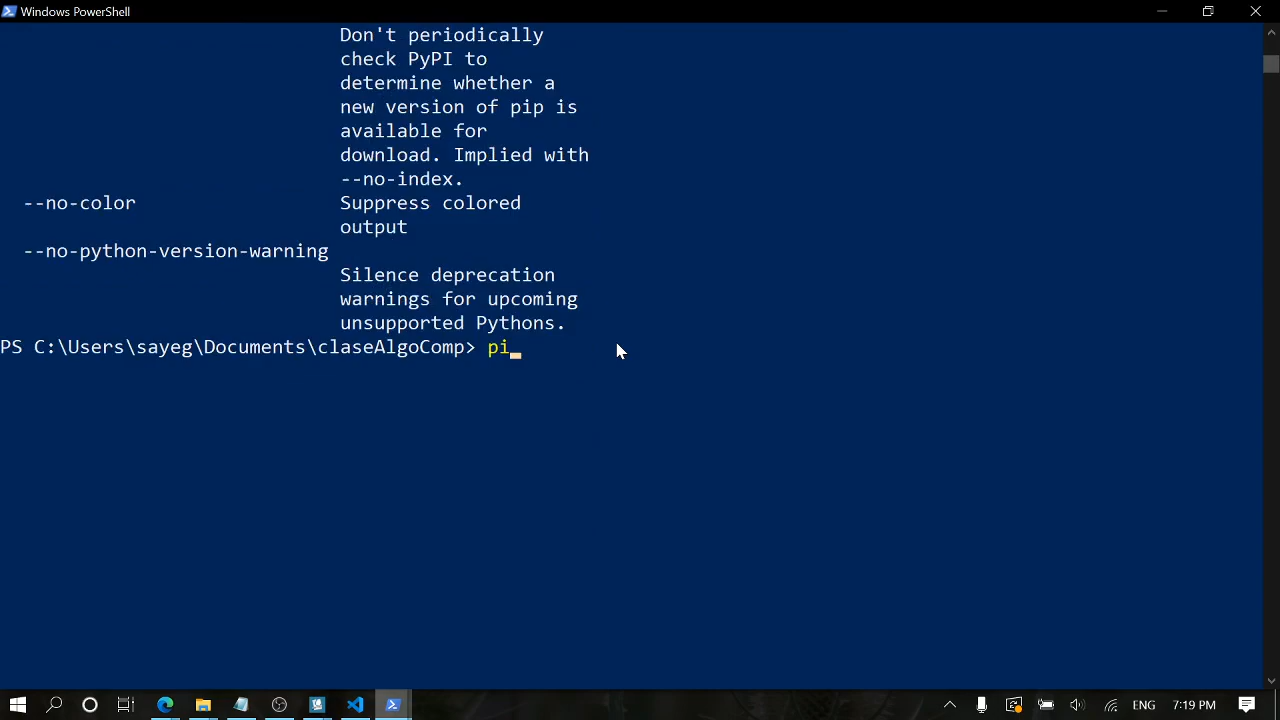 Windows PowerShell
Don't periodically
check PyPI to
determine whether a
new version of pip is
available for
download. Implied with
--no-index.
--no-color Suppress colored
output
--no-python-version-warning
Silence deprecation
warnings for upcoming
unsupported Pythons.
PS C:\Users\sayeg\Documents\claseAlgoComp> pi
ENG 7:19 PM